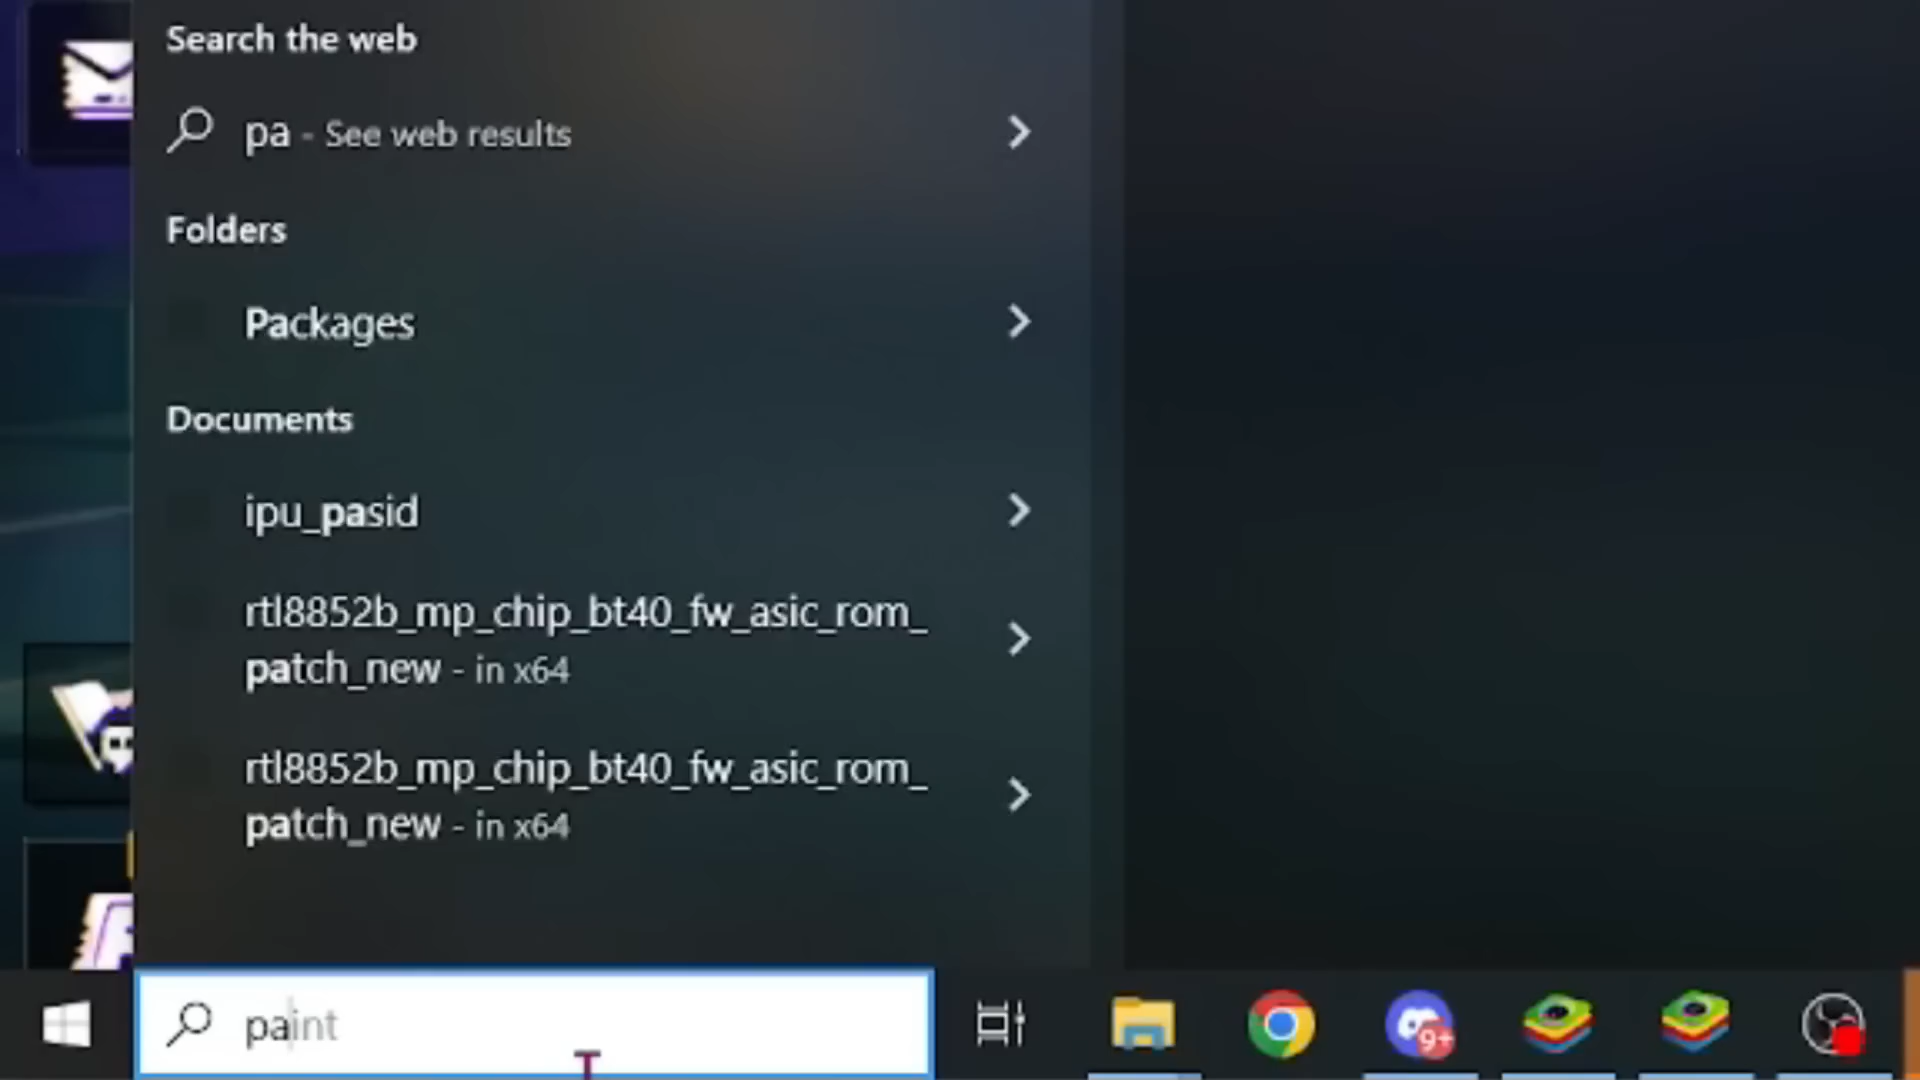 Search the web
pa - See web results
Folders
Packages
Documents
ipu_pasid
rtl8852b_mp_chip_bt40_fw_asic_rom_
patch_new - in x64
rtl8852b_mp_chip_bt40_fw_asic_rom_
patch_new - in x64
paint
9+